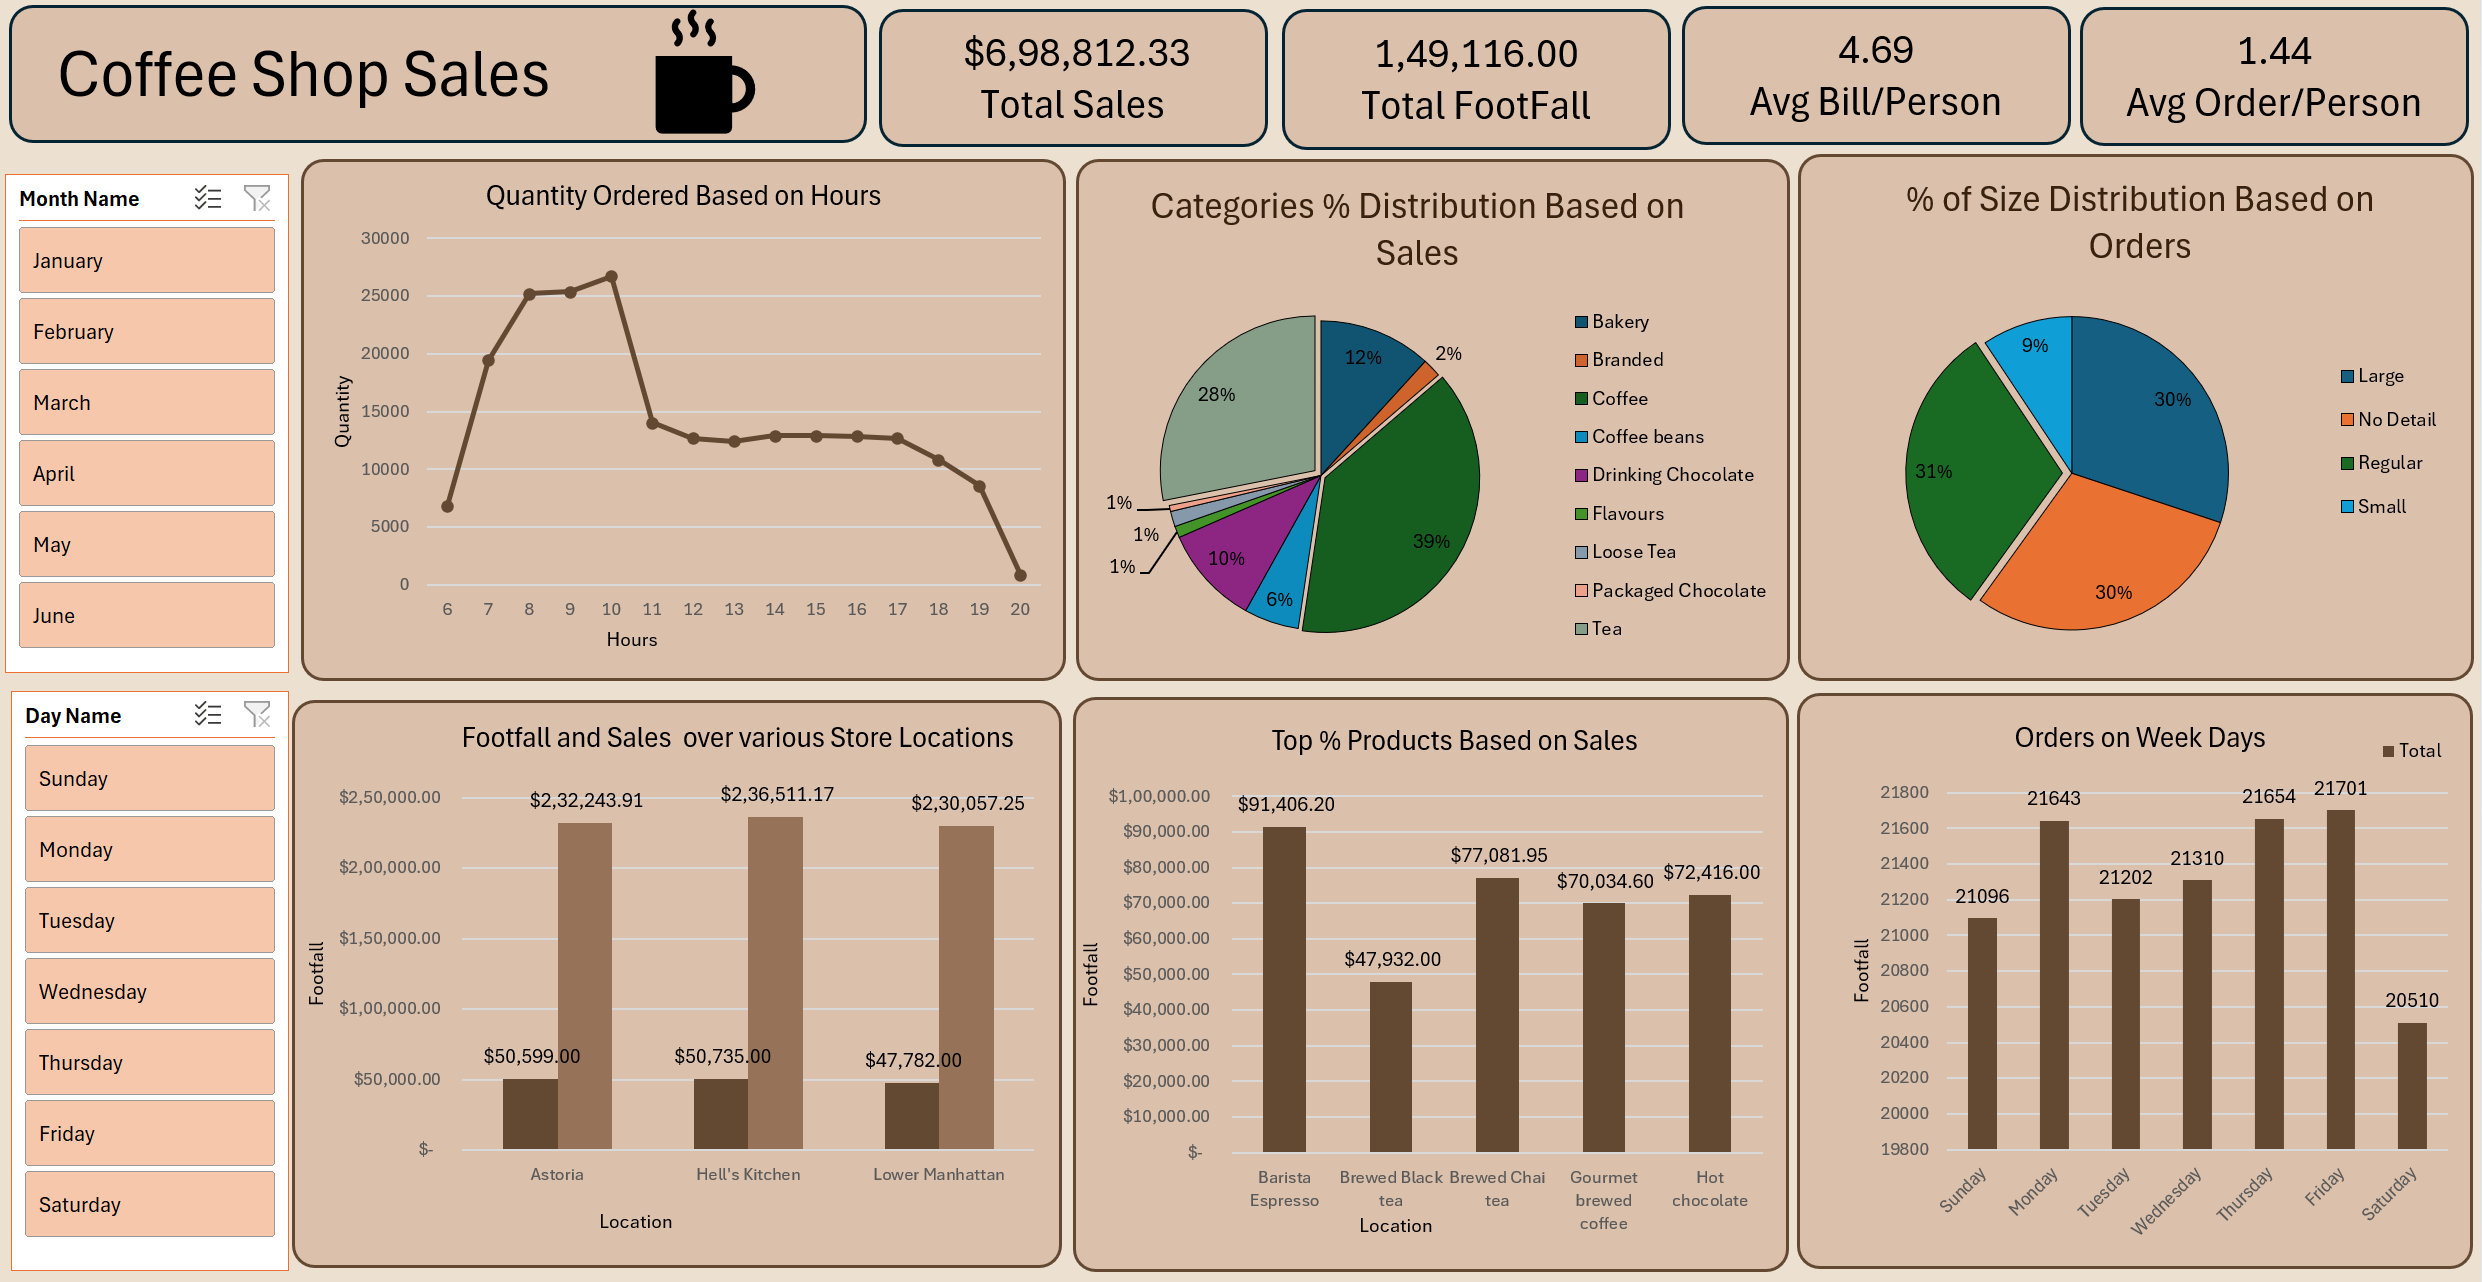 Coffee Shop Sales
$6,98,812.33
Total Sales
1,49,116.00
Total FootFall
4.69
Avg Bill/Person
1.44
Avg Order/Person
Month Name
January
February
March
April
May
June
Quantity Ordered Based on Hours
30000
25000
20000
15000
10000
5000
0
Quantity
6 7 8 9 10 11 12 13 14 15 16 17 18 19 20
Hours
Categories % Distribution Based on
Sales
12%
2%
39%
6%
10%
1%
1%
1%
28%
Bakery
Branded
Coffee
Coffee beans
Drinking Chocolate
Flavours
Loose Tea
Packaged Chocolate
Tea
% of Size Distribution Based on
Orders
30%
30%
31%
9%
Large
No Detail
Regular
Small
Day Name
Sunday
Monday
Tuesday
Wednesday
Thursday
Friday
Saturday
Footfall and Sales  over various Store Locations
$2,50,000.00
$2,00,000.00
$1,50,000.00
$1,00,000.00
$50,000.00
$-
Footfall
$50,599.00
$2,32,243.91
$50,735.00
$2,36,511.17
$47,782.00
$2,30,057.25
Astoria
Hell's Kitchen
Lower Manhattan
Location
Top % Products Based on Sales
$1,00,000.00
$90,000.00
$80,000.00
$70,000.00
$60,000.00
$50,000.00
$40,000.00
$30,000.00
$20,000.00
$10,000.00
$-
Footfall
$91,406.20
$47,932.00
$77,081.95
$70,034.60
$72,416.00
Barista
Espresso
Brewed Black
tea
Brewed Chai
tea
Gourmet
brewed
coffee
Hot
chocolate
Location
Orders on Week Days
Total
21800
21600
21400
21200
21000
20800
20600
20400
20200
20000
19800
Footfall
21096
21643
21202
21310
21654
21701
20510
Sunday
Monday
Tuesday
Wednesday
Thursday
Friday
Saturday